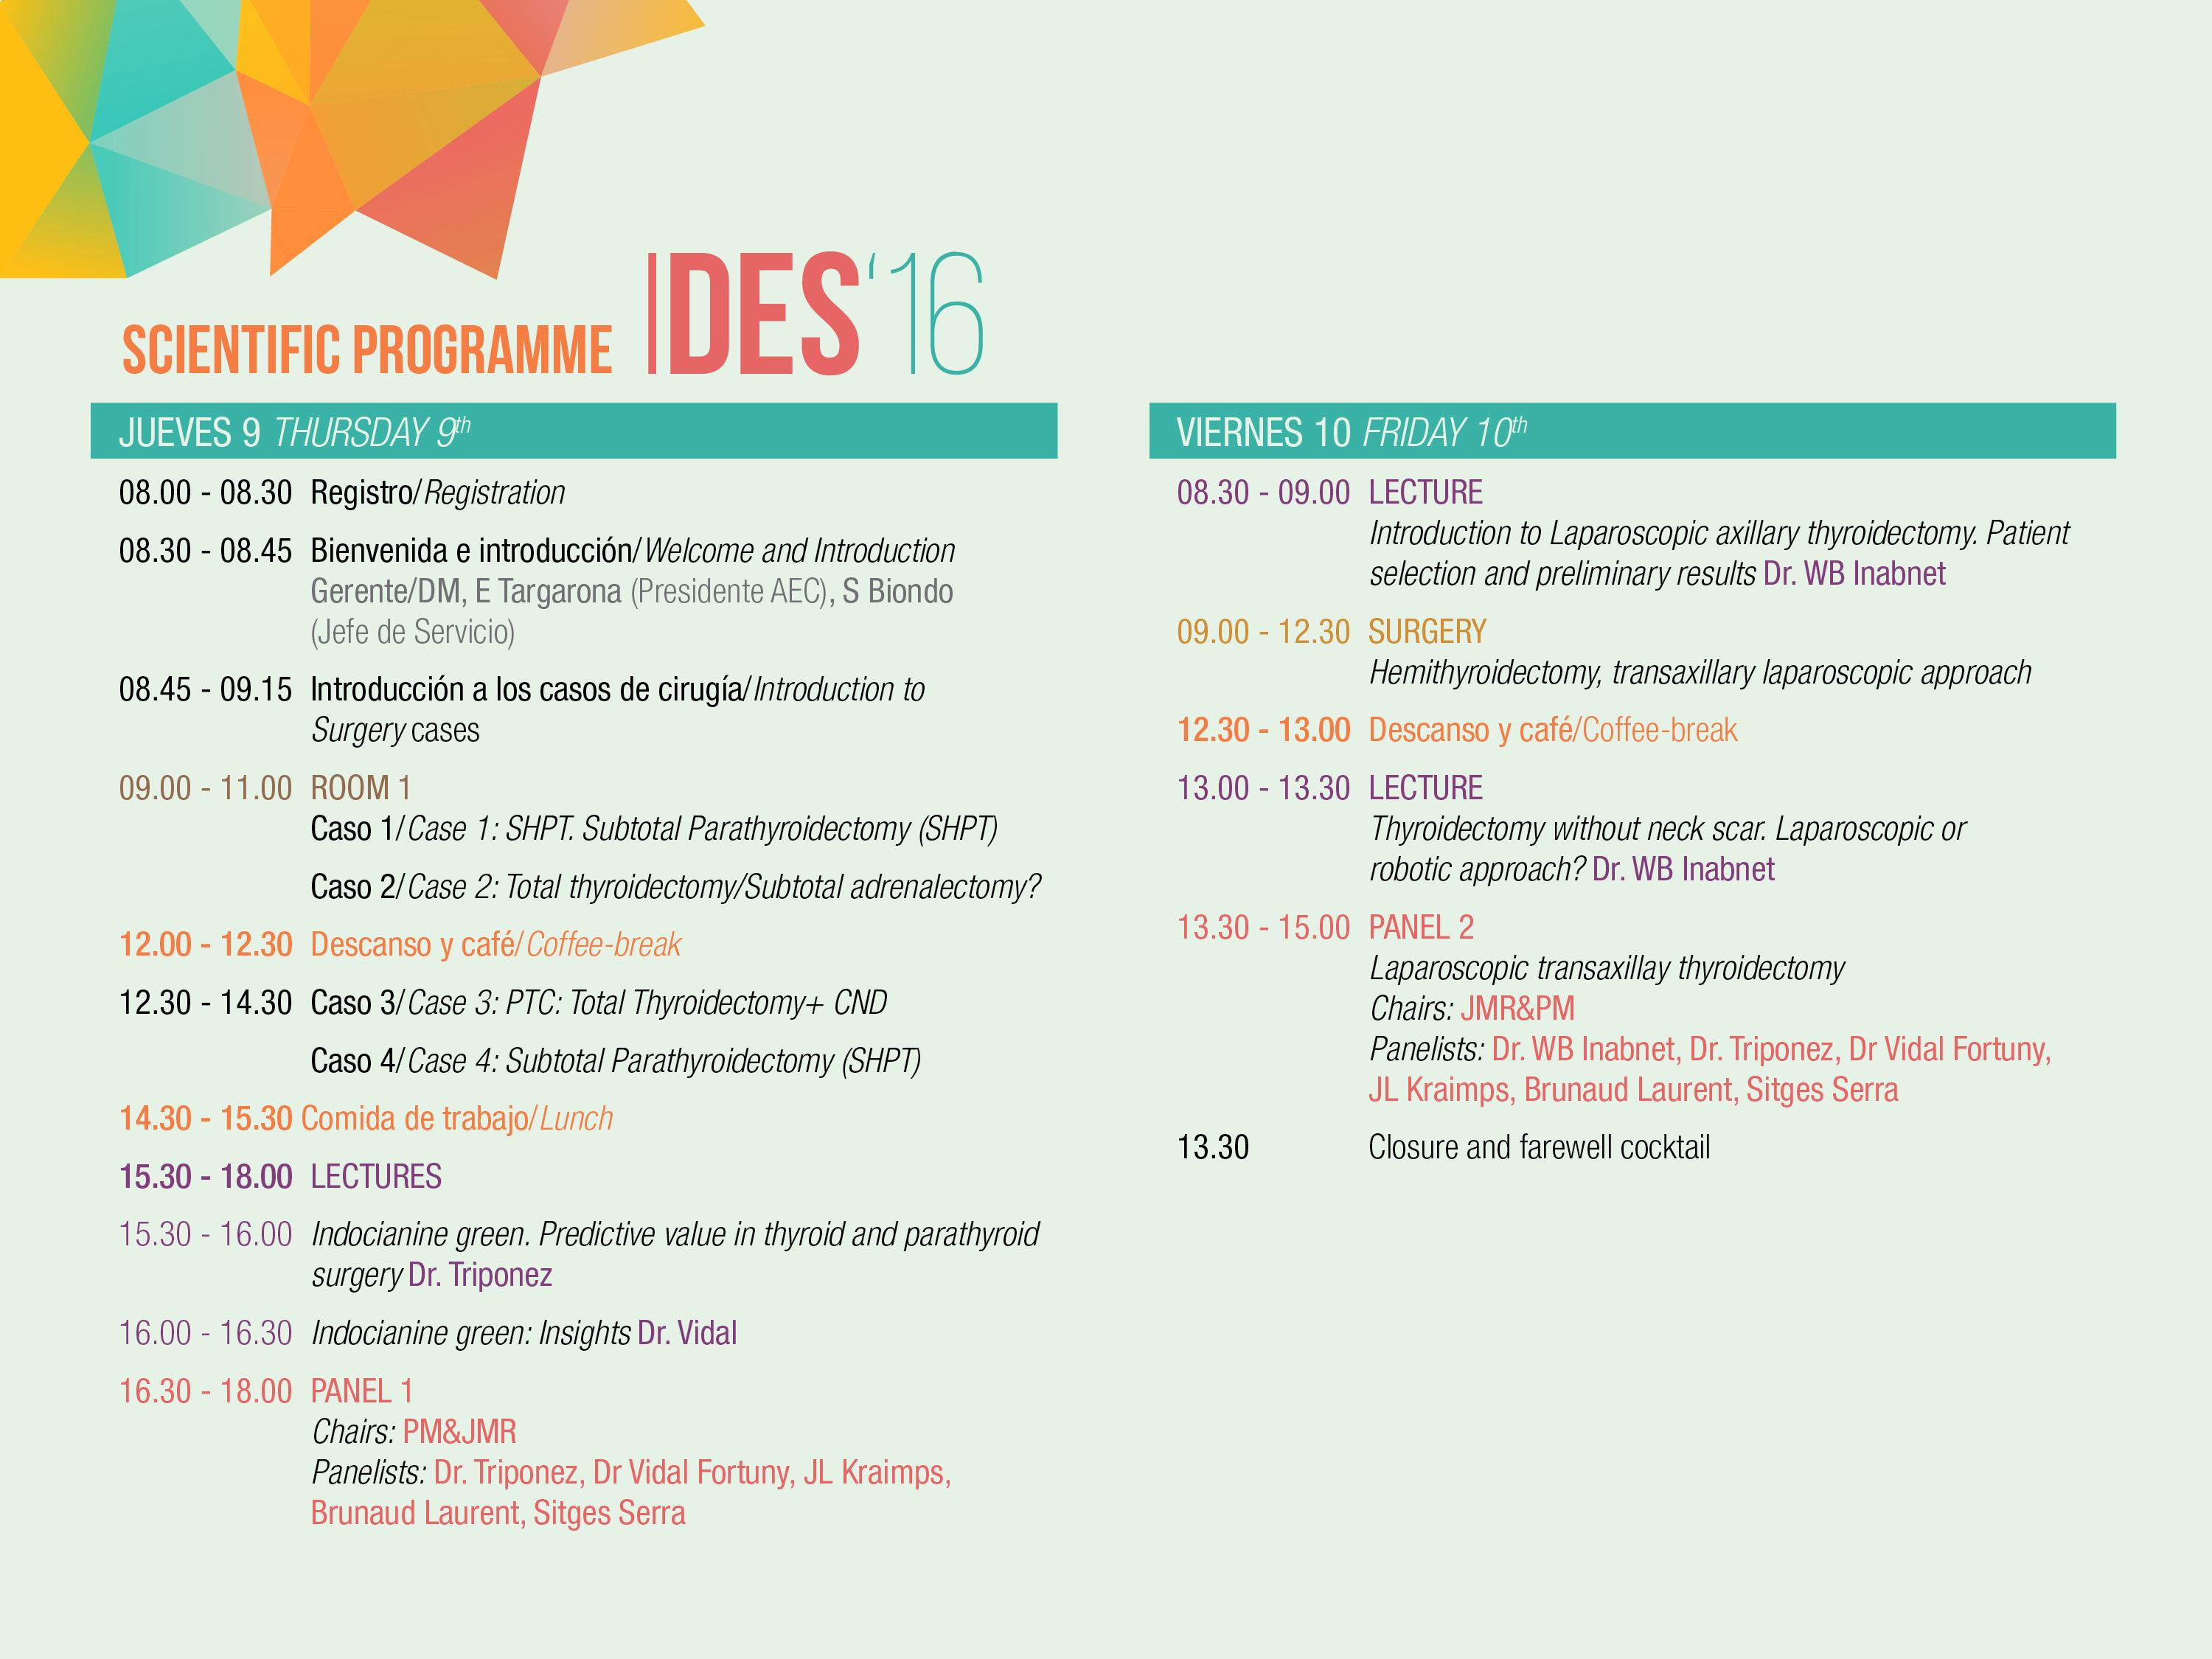 SCIENTIFIC PROGRAMME IDES‘16
JUEVES 9 THURSDAY 9th
08.00 - 08.30 Registro/Registration
08.30 - 08.45 Bienvenida e introducción/Welcome and Introduction
Gerente/DM, E Targarona (Presidente AEC), S Biondo
(Jefe de Servicio)
08.45 - 09.15 Introducción a los casos de cirugía/Introduction to
Surgery cases
09.00 - 11.00 ROOM 1
Caso 1/Case 1: SHPT. Subtotal Parathyroidectomy (SHPT)
Caso 2/Case 2: Total thyroidectomy/Subtotal adrenalectomy?
12.00 - 12.30 Descanso y café/Coffee-break
12.30 - 14.30 Caso 3/Case 3: PTC: Total Thyroidectomy+ CND
Caso 4/Case 4: Subtotal Parathyroidectomy (SHPT)
14.30 - 15.30 Comida de trabajo/Lunch
15.30 - 18.00 LECTURES
15.30 - 16.00 Indocianine green. Predictive value in thyroid and parathyroid
surgery Dr. Triponez
16.00 - 16.30 Indocianine green: Insights Dr. Vidal
16.30 - 18.00 PANEL 1
Chairs: PM&JMR
Panelists: Dr. Triponez, Dr Vidal Fortuny, JL Kraimps,
Brunaud Laurent, Sitges Serra
VIERNES 10 FRIDAY 10th
08.30 - 09.00 LECTURE
Introduction to Laparoscopic axillary thyroidectomy. Patient
selection and preliminary results Dr. WB Inabnet
09.00 - 12.30 SURGERY
Hemithyroidectomy, transaxillary laparoscopic approach
12.30 - 13.00 Descanso y café/Coffee-break
13.00 - 13.30 LECTURE
Thyroidectomy without neck scar. Laparoscopic or
robotic approach? Dr. WB Inabnet
13.30 - 15.00 PANEL 2
Laparoscopic transaxillay thyroidectomy
Chairs: JMR&PM
Panelists: Dr. WB Inabnet, Dr. Triponez, Dr Vidal Fortuny,
JL Kraimps, Brunaud Laurent, Sitges Serra
13.30 Closure and farewell cocktail